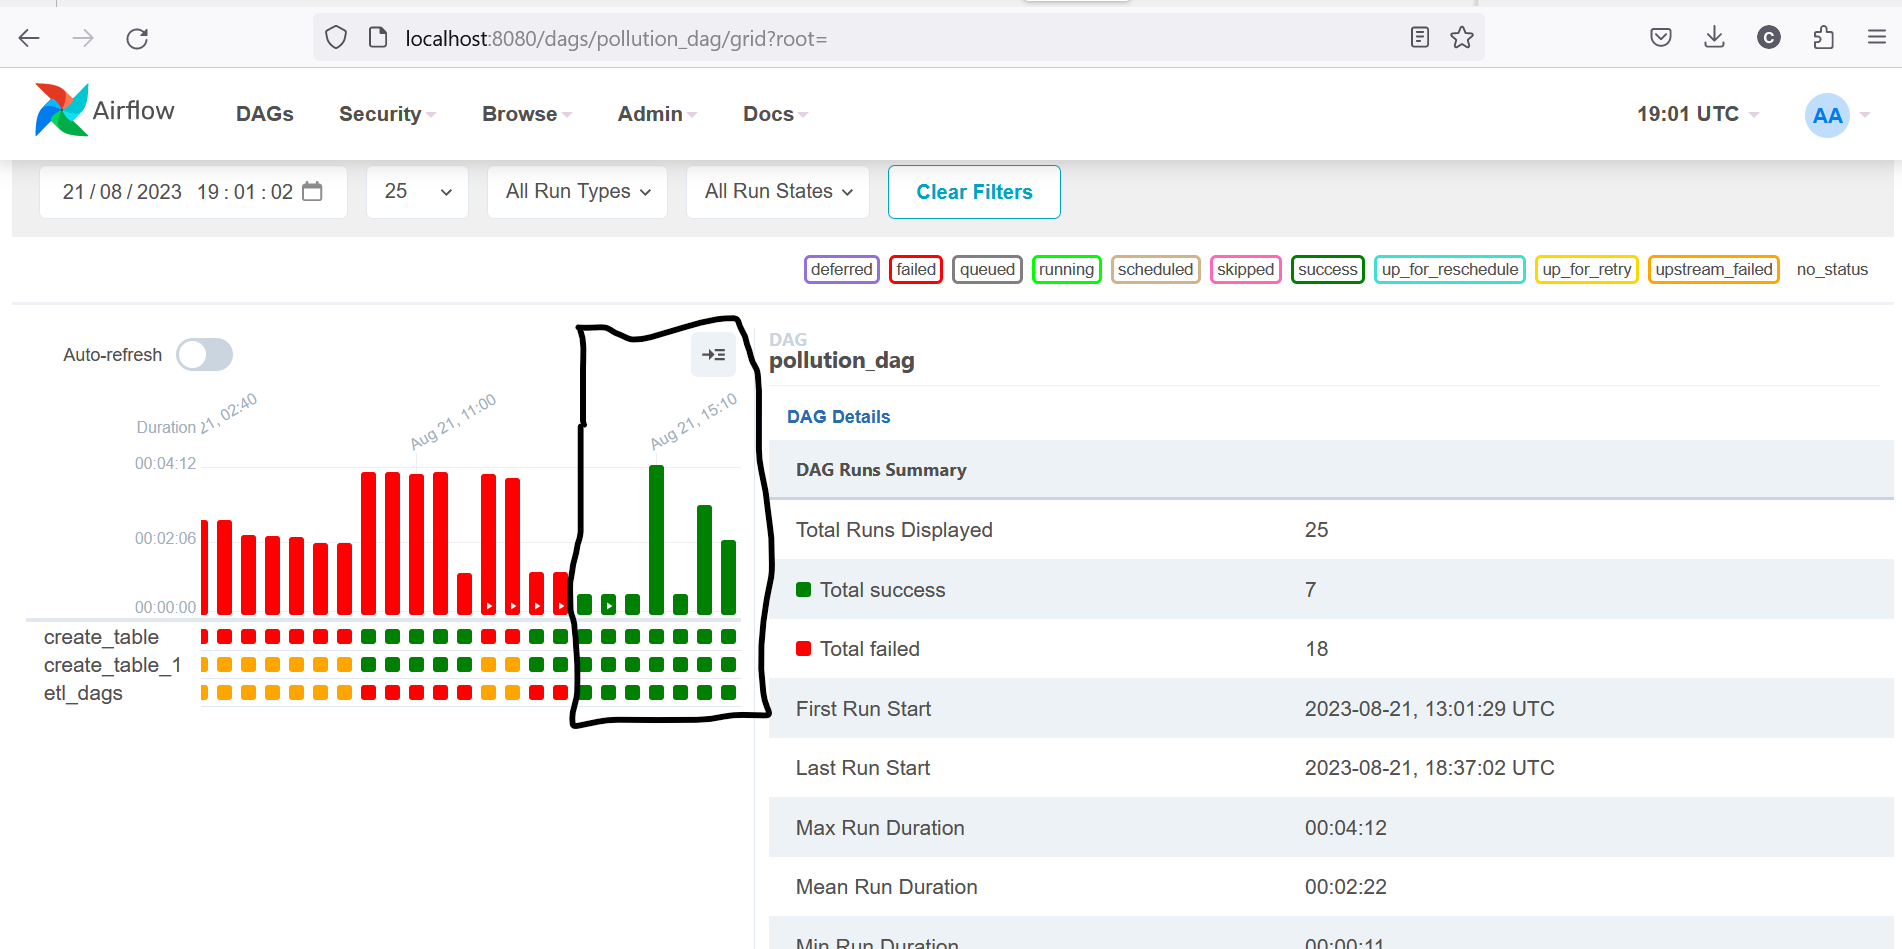 localhost:8080/dags/pollution_dag/grid?root=
C
Airflow
DAGs Security Browse Admin Docs 19:01 UTC AA
21/08/2023 19:01:02 25 All Run Types All Run States Clear Filters
deferred failed queued running scheduled skipped success up_for_reschedule up_for_retry upstream_failed no_status
Auto-refresh
21, 02:40 Aug 21, 11:00 Aug 21, 15:10
Duration
00:04:12
00:02:06
00:00:00
create_table
create_table_1
etl_dags
DAG
pollution_dag
DAG Details
DAG Runs Summary
Total Runs Displayed 25
Total success 7
Total failed 18
First Run Start 2023-08-21, 13:01:29 UTC
Last Run Start 2023-08-21, 18:37:02 UTC
Max Run Duration 00:04:12
Mean Run Duration 00:02:22
Min Run Duration 00:00:11